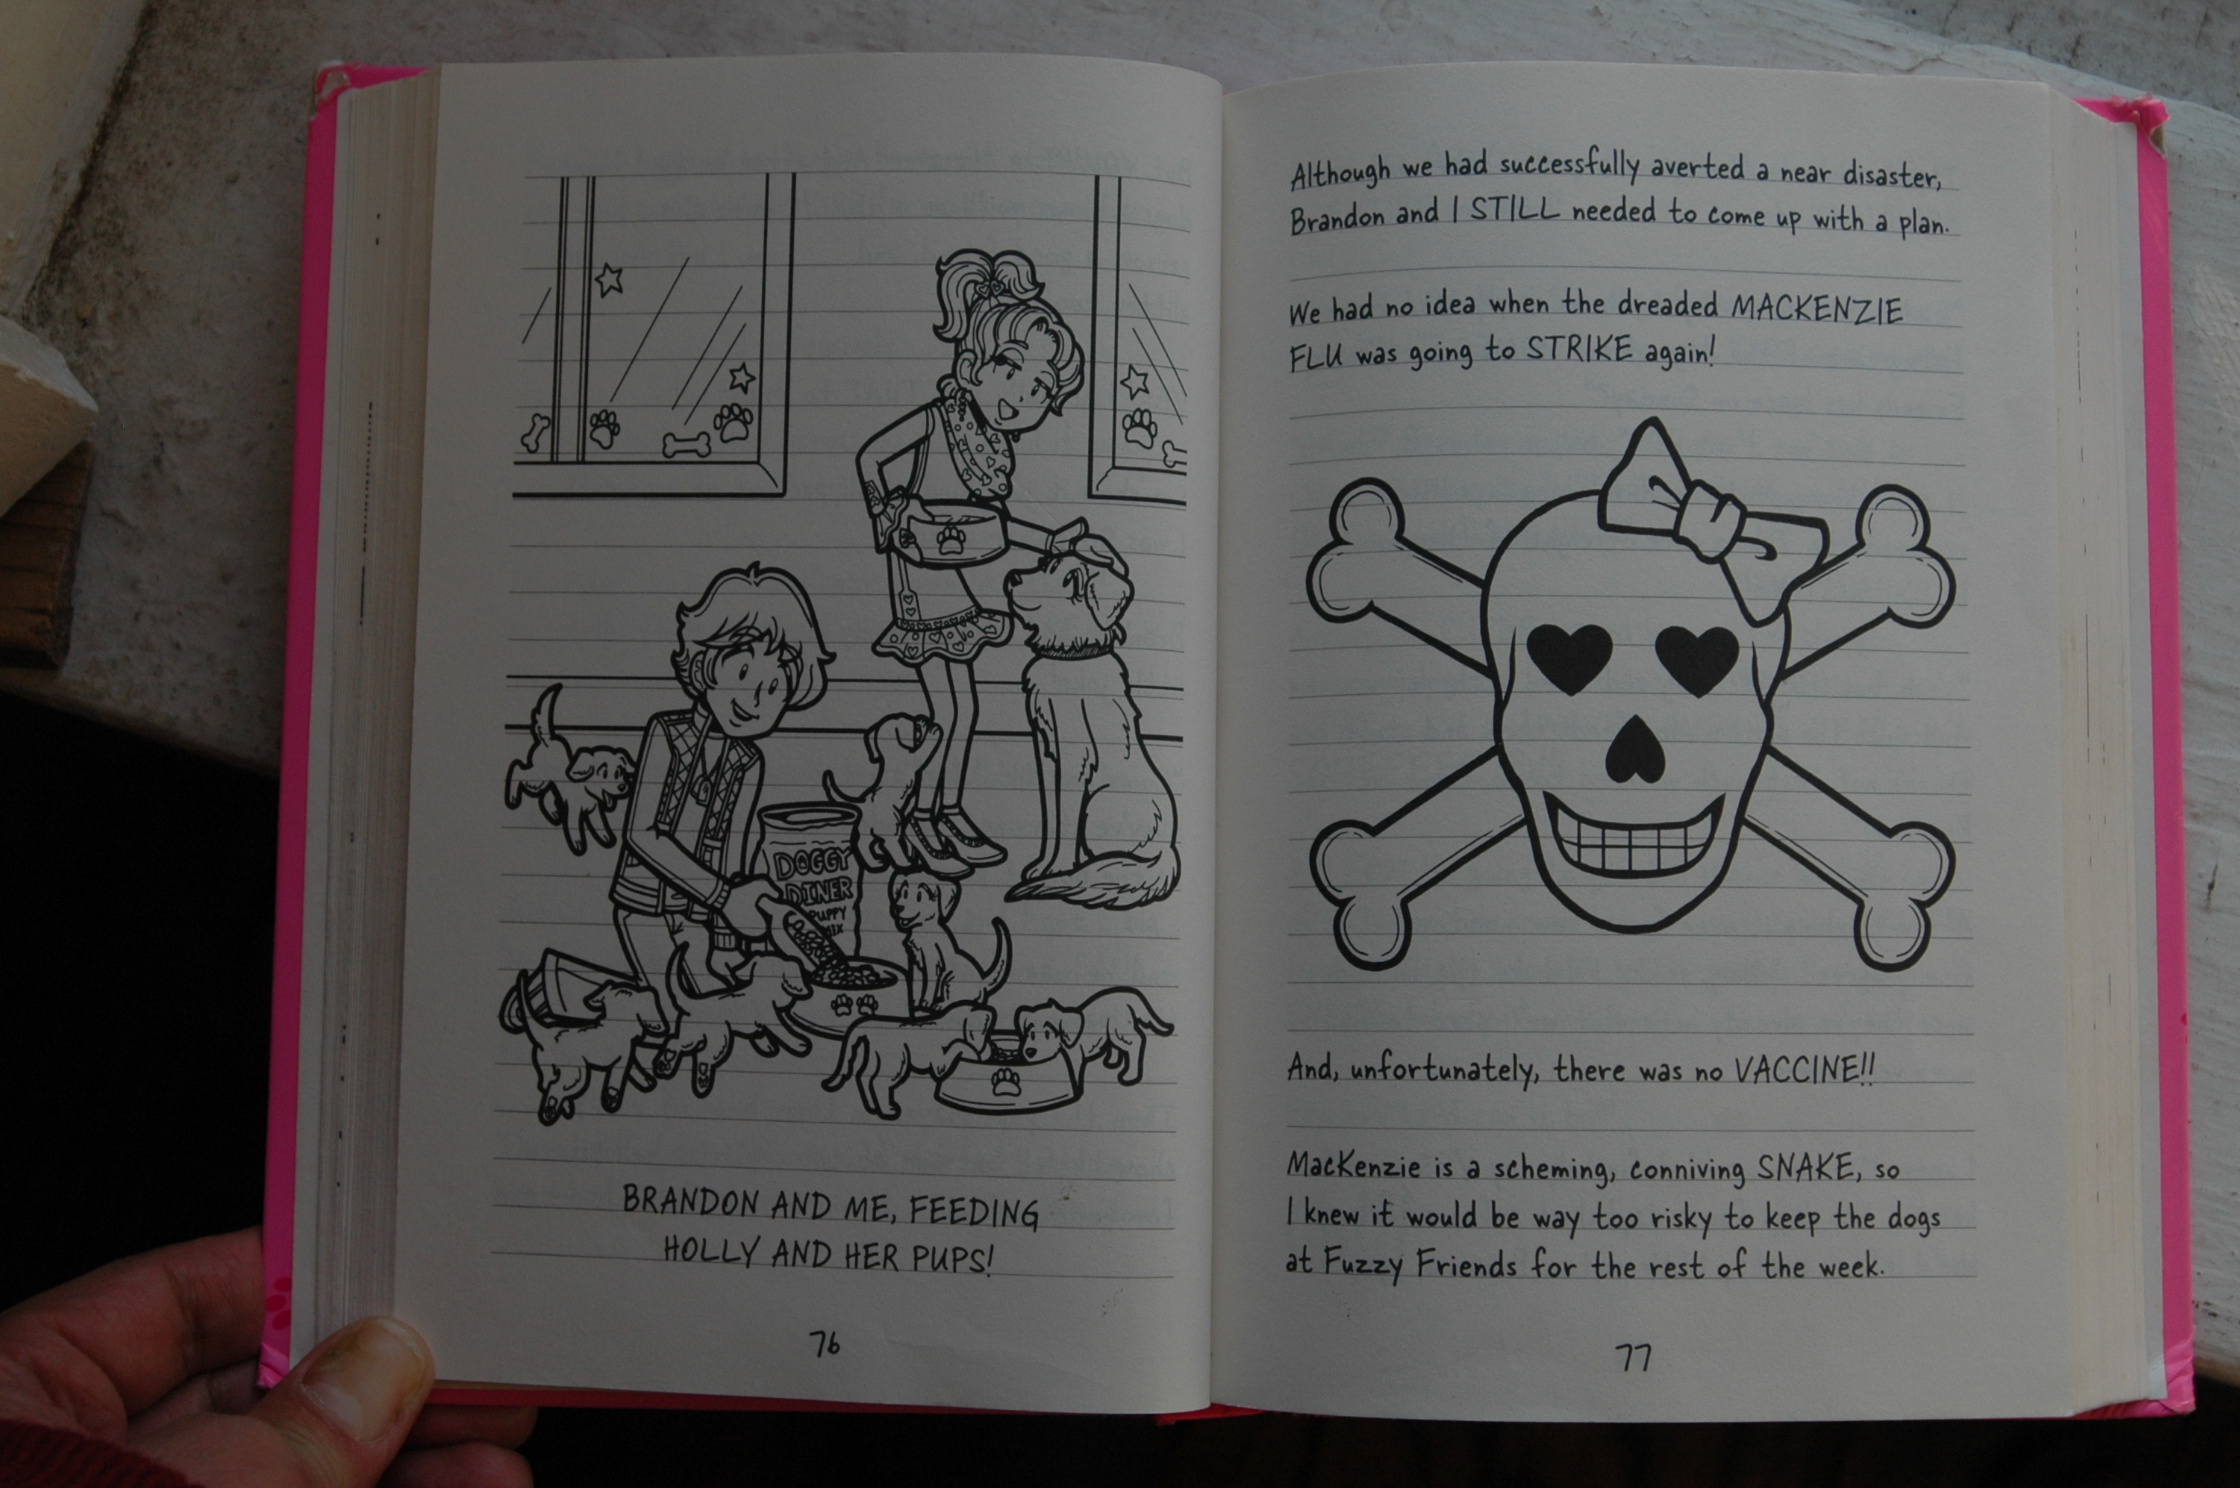 DOGGY
DINER
PUPPY
MIX
BRANDON AND ME, FEEDING
HOLLY AND HER PUPS!
76
Although we had successfully averted a near disaster,
Brandon and I STILL needed to come up with a plan.
We had no idea when the dreaded MACKENZIE
FLU was going to STRIKE again!
And, unfortunately, there was no VACCINE!!
MacKenzie is a scheming, conniving SNAKE, so
I knew it would be way too risky to keep the dogs
at Fuzzy Friends for the rest of the week.
77